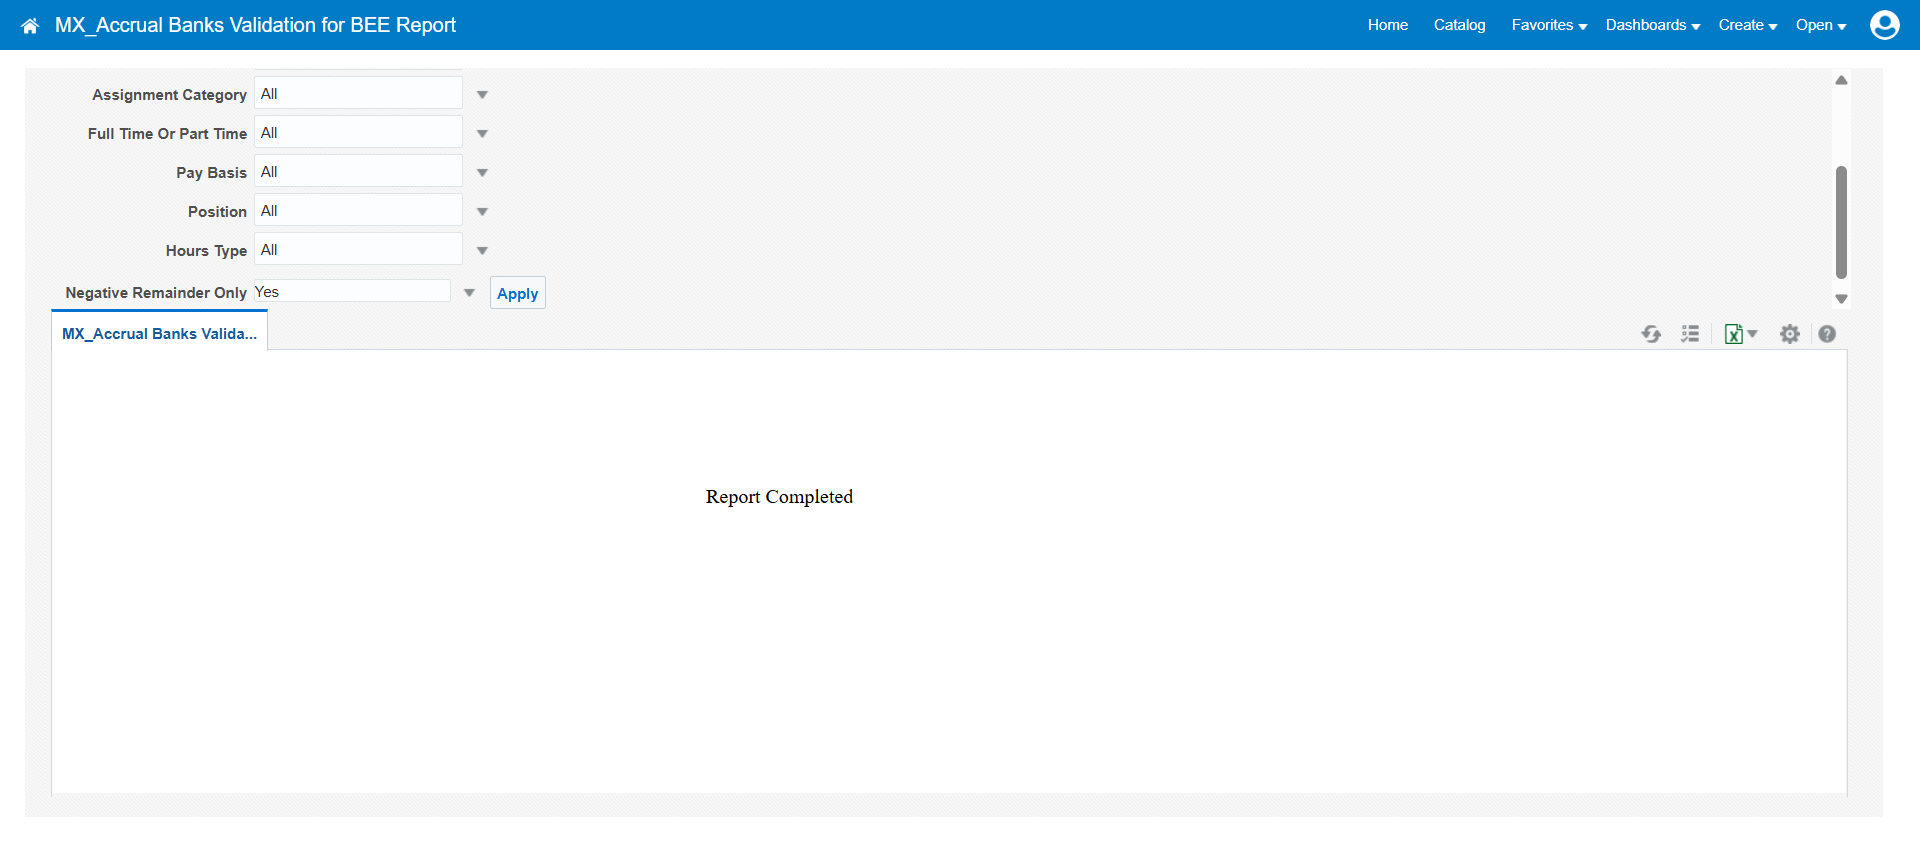 MX_Accrual Banks Validation for BEE Report
Home Catalog Favorites Dashboards Create Open
Assignment Category All
Full Time Or Part Time All
Pay Basis All
Position All
Hours Type All
Negative Remainder Only Yes Apply
MX_Accrual Banks Valida...
Report Completed